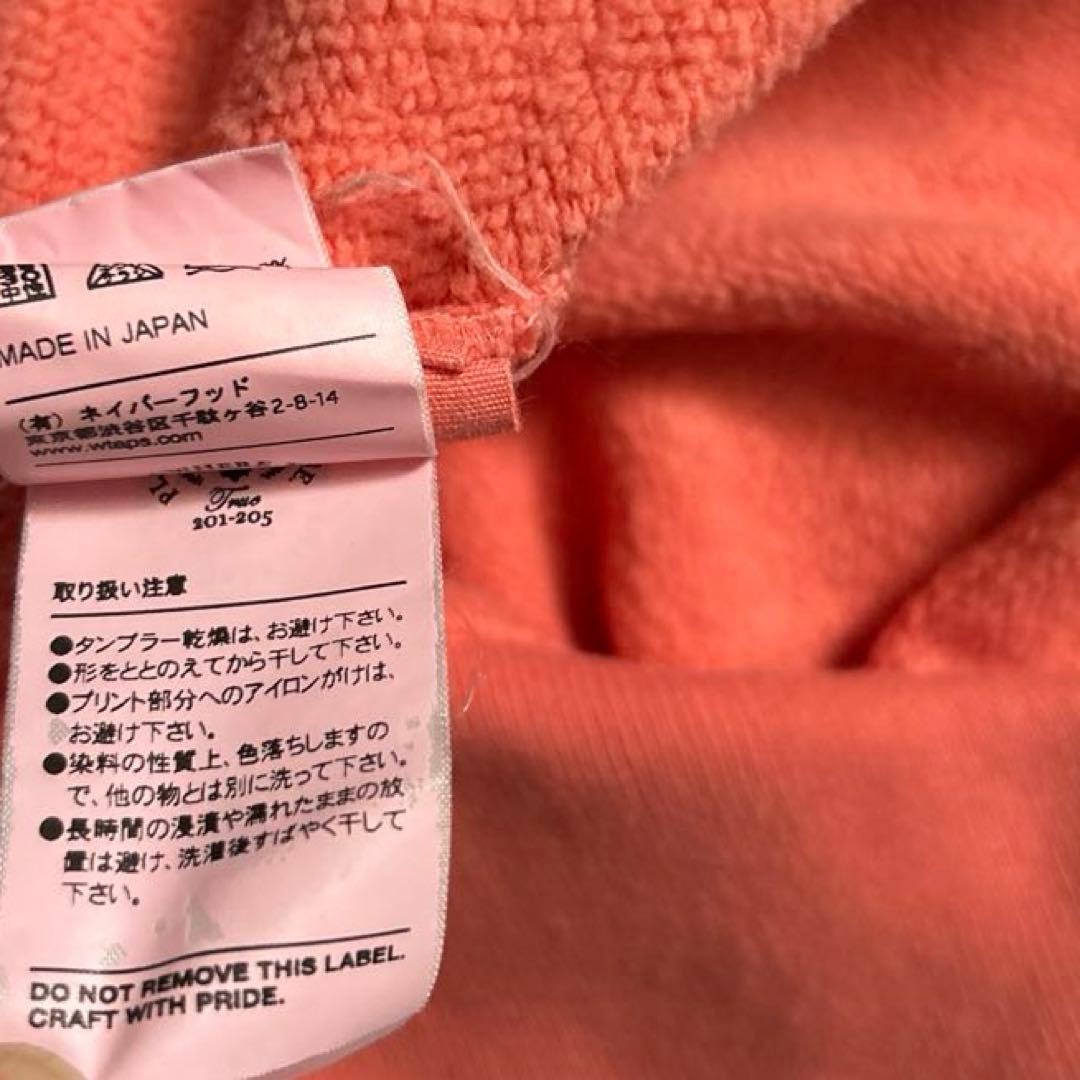 MADE IN JAPAN
(有) ネイバーフッド
東京都渋谷区千駄ヶ谷2-8-14
www.wtaps.com
True
201-205
取り扱い注意
●タンブラー乾燥は、お避け下さい。
●形をととのえてから干して下さい。
●プリント部分へのアイロンがけは、
お避け下さい。
●染料の性質上、色落ちしますの
で、他の物とは別に洗って下さい。
●長時間の浸漬や濡れたままの放
置は避け、洗濯後すばやく干して
下さい。
DO NOT REMOVE THIS LABEL.
CRAFT WITH PRIDE.